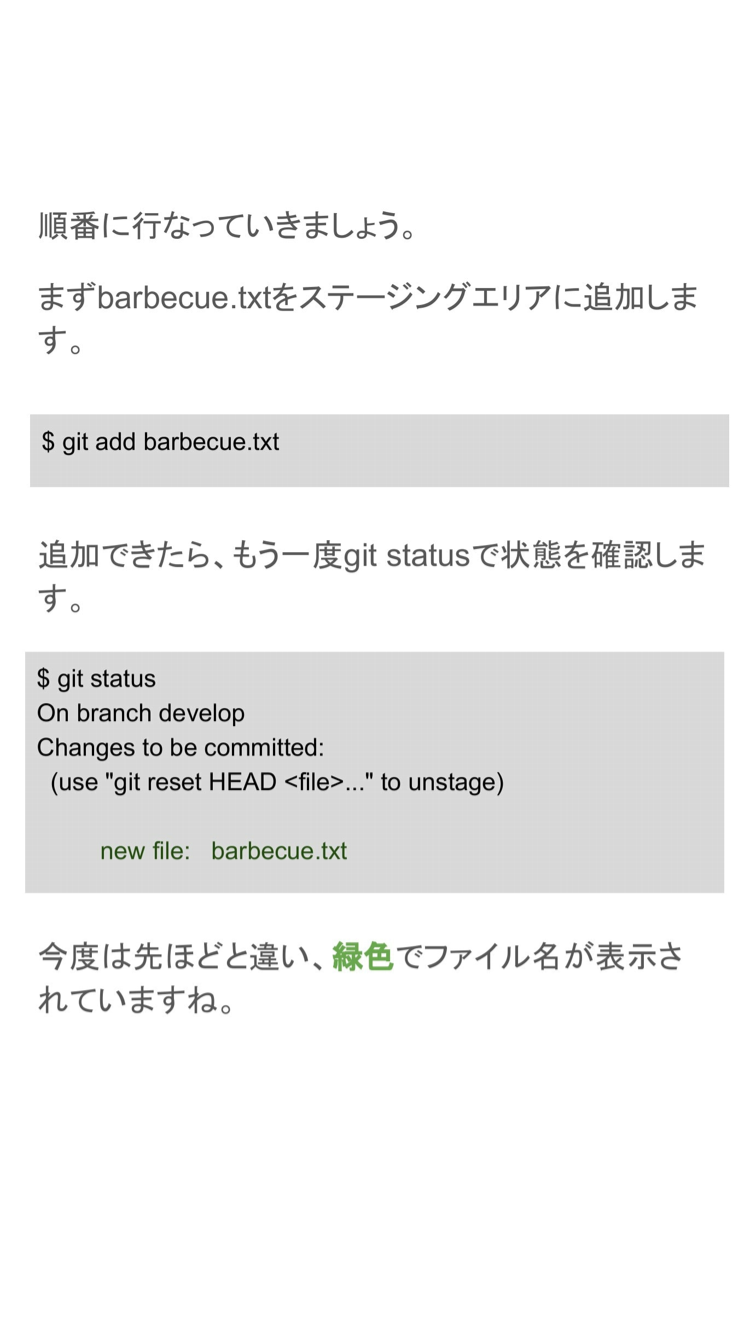 順番に行なっていきましょう。
まずbarbecue.txtをステージングエリアに追加しま
す。
$ git add barbecue.txt
追加できたら、もう一度git statusで状態を確認しま
す。
$ git status
On branch develop
Changes to be committed:
(use "git reset HEAD <file>..." to unstage)
new file: barbecue.txt
今度は先ほどと違い、緑色でファイル名が表示さ
れていますね。